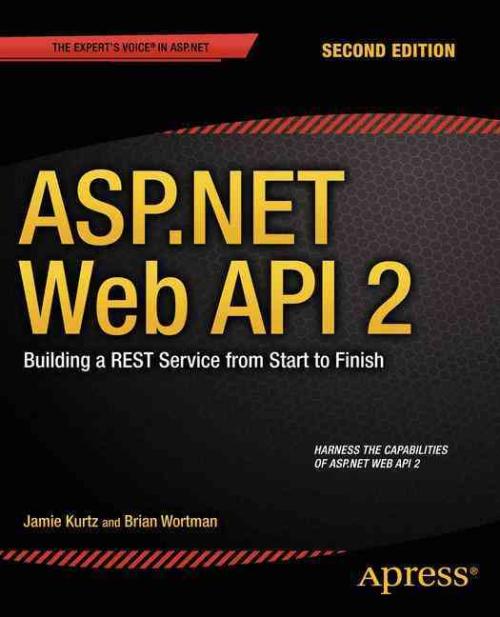 THE EXPERT'S VOICE® IN ASP.NET
SECOND EDITION
ASP.NET
Web API 2
Building a REST Service from Start to Finish
HARNESS THE CAPABILITIES
OF ASP.NET WEB API 2
Jamie Kurtz and Brian Wortman
Apress®